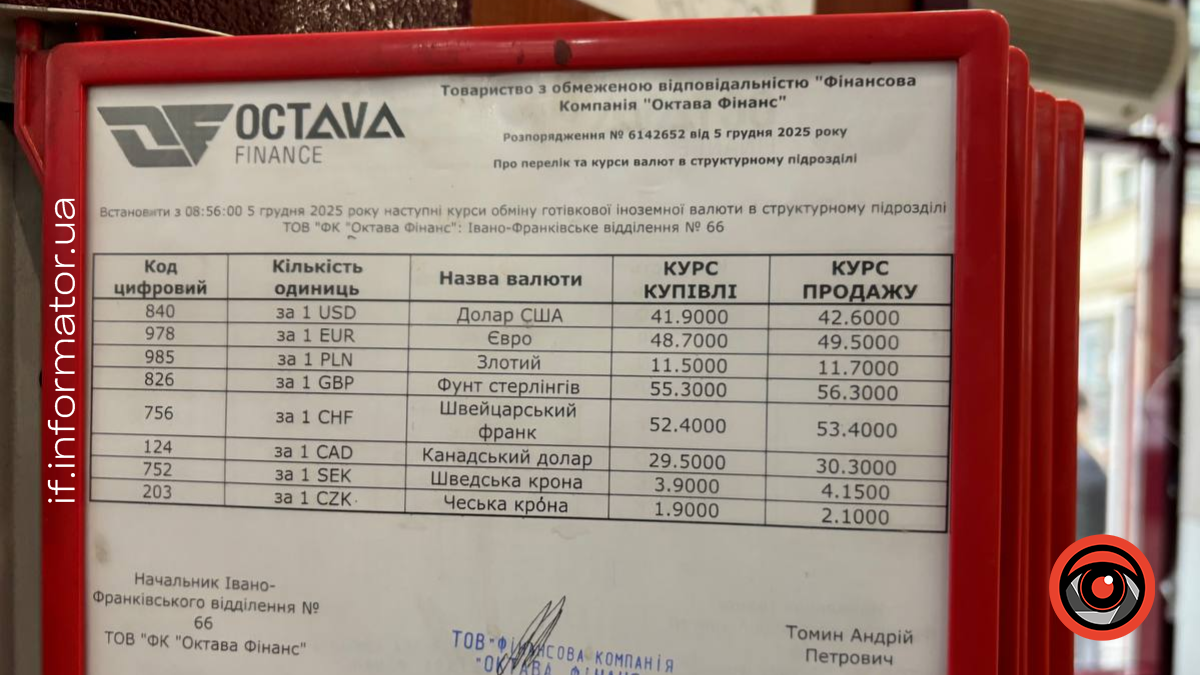 OCTAVA
FINANCE
Товариство з обмеженою відповідальністю "Фінансова
Компанія "Октава Фінанс"
Розпорядження № 6142652 від 5 грудня 2025 року
Про перелік та курси валют в структурному підрозділі
Встановити з 08:56:00 5 грудня 2025 року наступні курси обміну готівкової іноземної валюти в структурному підрозділі
ТОВ "ФК "Октава Фінанс": Івано-Франківське відділення № 66
Код цифровий Кількість одиниць Назва валюти КУРС КУПІВЛІ КУРС ПРОДАЖУ
840 за 1 USD Долар США 41.9000 42.6000
978 за 1 EUR Євро 48.7000 49.5000
985 за 1 PLN Злотий 11.5000 11.7000
826 за 1 GBP Фунт стерлінгів 55.3000 56.3000
756 за 1 CHF Швейцарський франк 52.4000 53.4000
124 за 1 CAD Канадський долар 29.5000 30.3000
752 за 1 SEK Шведська крона 3.9000 4.1500
203 за 1 CZK Чеська крона 1.9000 2.1000
Начальник Івано-
Франківського відділення №
66
ТОВ "ФК "Октава Фінанс"
ТОВ "ФІНАНСОВА КОМПАНІЯ
"ОКТАВА
Томин Андрій
Петрович
if.informator.ua